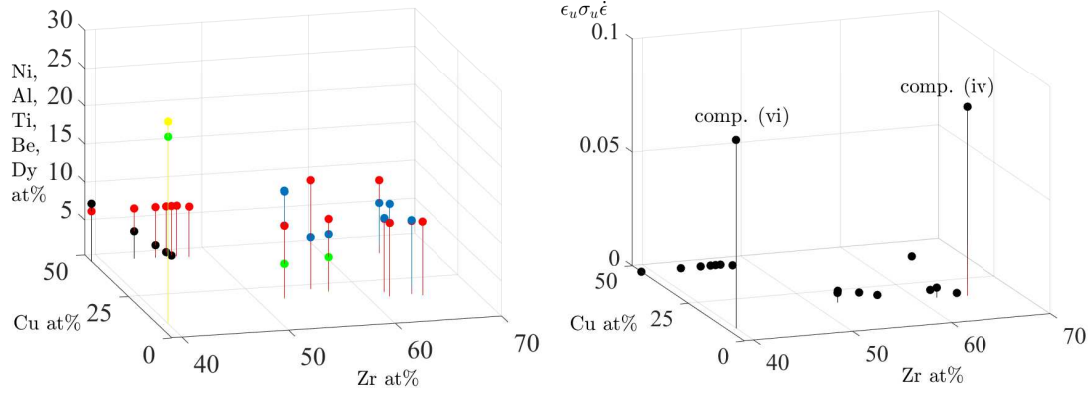 30
25
20
15
10
5
Ni,
Al,
Ti,
Be,
Dy
at%
50
25
0
Cu at%
40
50
60
70
Zr at%
ϵᵤσᵤϵ̇
0.1
0.05
0
comp. (vi)
comp. (iv)
50
25
0
Cu at%
40
50
60
70
Zr at%